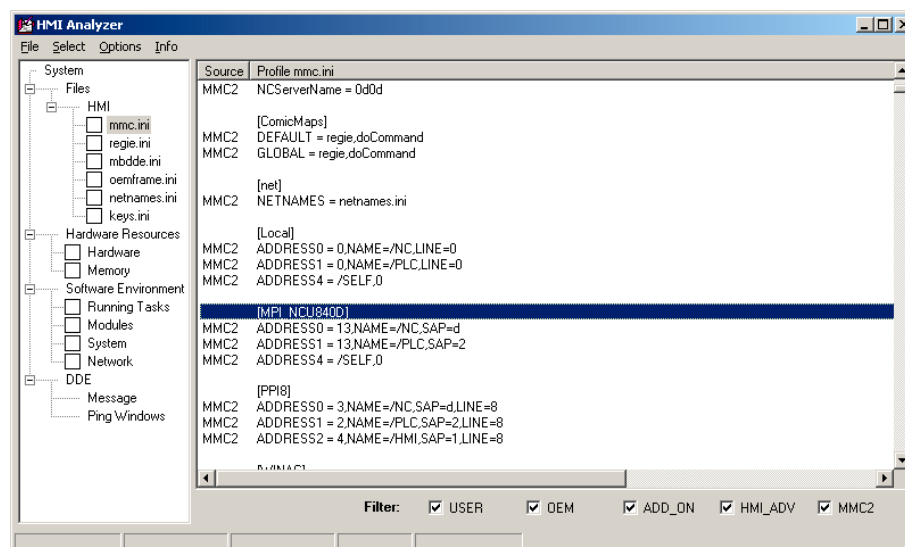 HMI Analyzer
File Select Options Info
System
Files
HMI
mmc.ini
regie.ini
mbdde.ini
oemframe.ini
netnames.ini
keys.ini
Hardware Resources
Hardware
Memory
Software Environment
Running Tasks
Modules
System
Network
DDE
Message
Ping Windows
Source Profile mmc.ini
MMC2 NCServerName = 0d0d
[ComicMaps]
MMC2 DEFAULT = regie,doCommand
MMC2 GLOBAL = regie,doCommand
[net]
MMC2 NETNAMES = netnames.ini
[Local]
MMC2 ADDRESS0 = 0,NAME=/NC,LINE=0
MMC2 ADDRESS1 = 0,NAME=/PLC,LINE=0
MMC2 ADDRESS4 = /SELF,0
[MPI_NCU840D]
MMC2 ADDRESS0 = 13,NAME=/NC,SAP=d
MMC2 ADDRESS1 = 13,NAME=/PLC,SAP=2
MMC2 ADDRESS4 = /SELF,0
[PPI8]
MMC2 ADDRESS0 = 3,NAME=/NC,SAP=d,LINE=8
MMC2 ADDRESS1 = 2,NAME=/PLC,SAP=2,LINE=8
MMC2 ADDRESS2 = 4,NAME=/HMI,SAP=1,LINE=8
Filter: USER OEM ADD_ON HMI_ADV MMC2